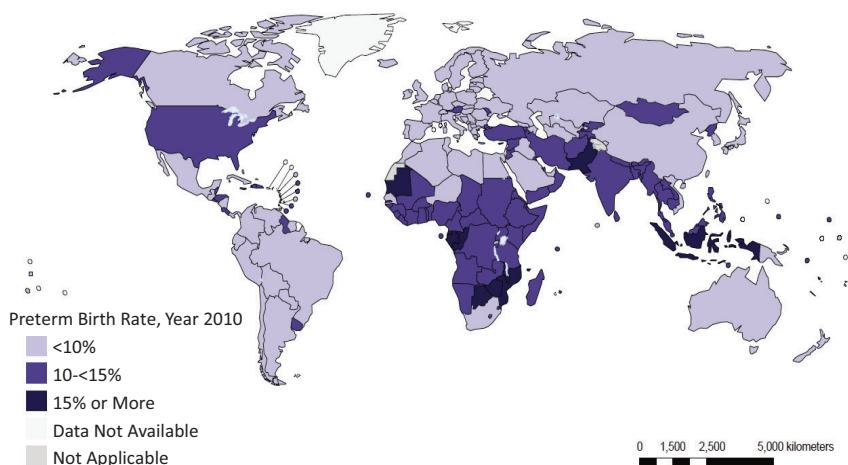 Preterm Birth Rate, Year 2010
<10%
10-<15%
15% or More
Data Not Available
Not Applicable
0 1,500 2,500 5,000 kilometers